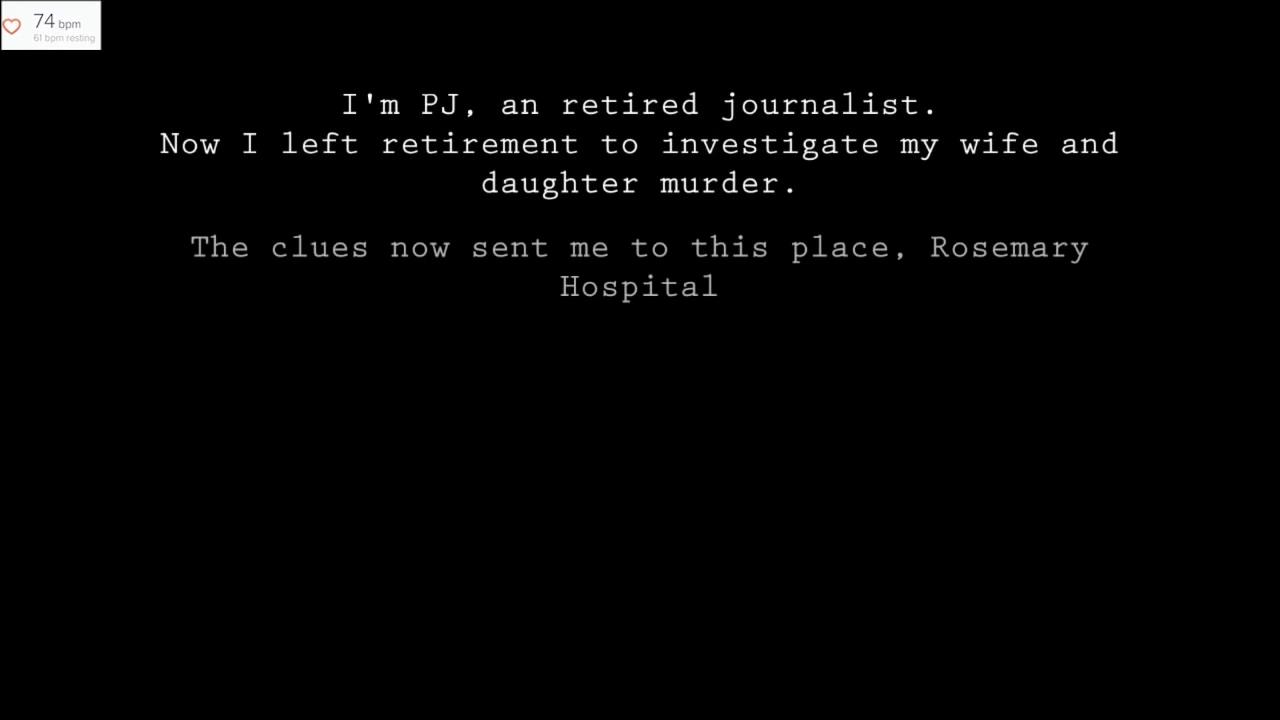 74 bpm
61 bpm resting
I'm PJ, an retired journalist.
Now I left retirement to investigate my wife and
daughter murder.
The clues now sent me to this place, Rosemary
Hospital